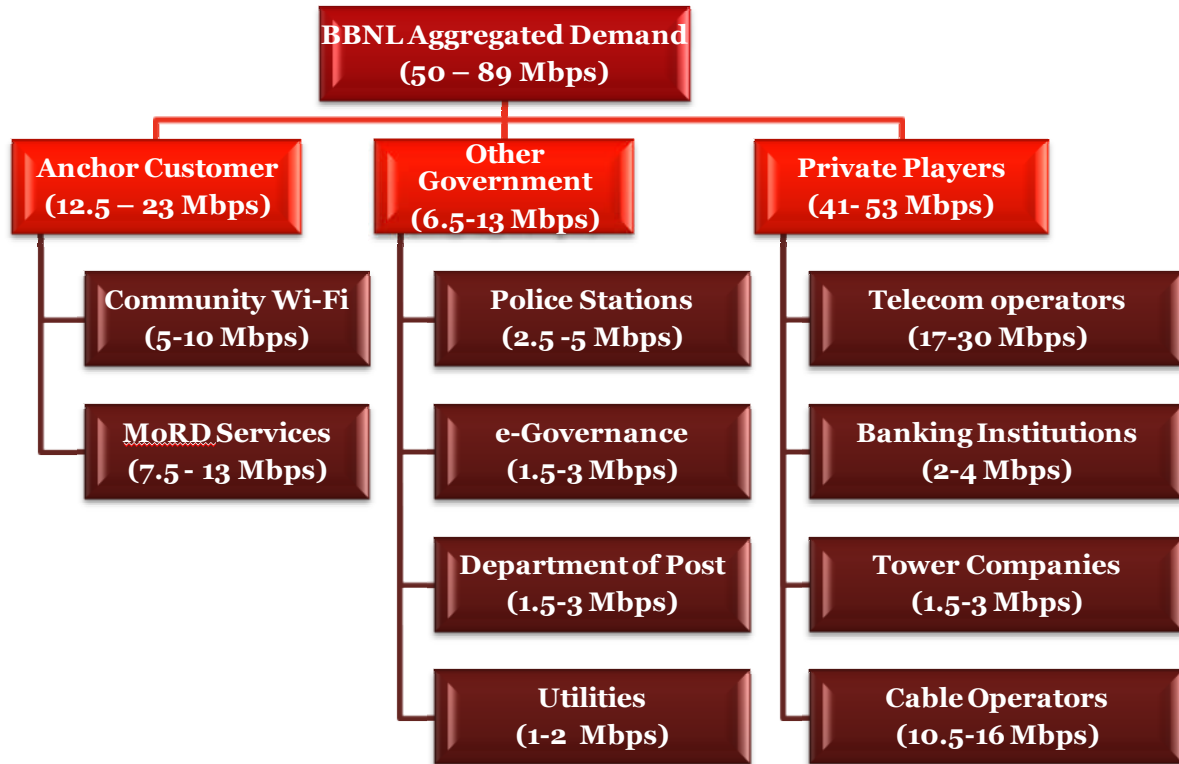 BBNL Aggregated Demand
(50 – 89 Mbps)
Anchor Customer
(12.5 – 23 Mbps)
Community Wi-Fi
(5-10 Mbps)
MoRD Services
(7.5 - 13 Mbps)
Other
Government
(6.5-13 Mbps)
Police Stations
(2.5 -5 Mbps)
e-Governance
(1.5-3 Mbps)
Department of Post
(1.5-3 Mbps)
Utilities
(1-2 Mbps)
Private Players
(41- 53 Mbps)
Telecom operators
(17-30 Mbps)
Banking Institutions
(2-4 Mbps)
Tower Companies
(1.5-3 Mbps)
Cable Operators
(10.5-16 Mbps)